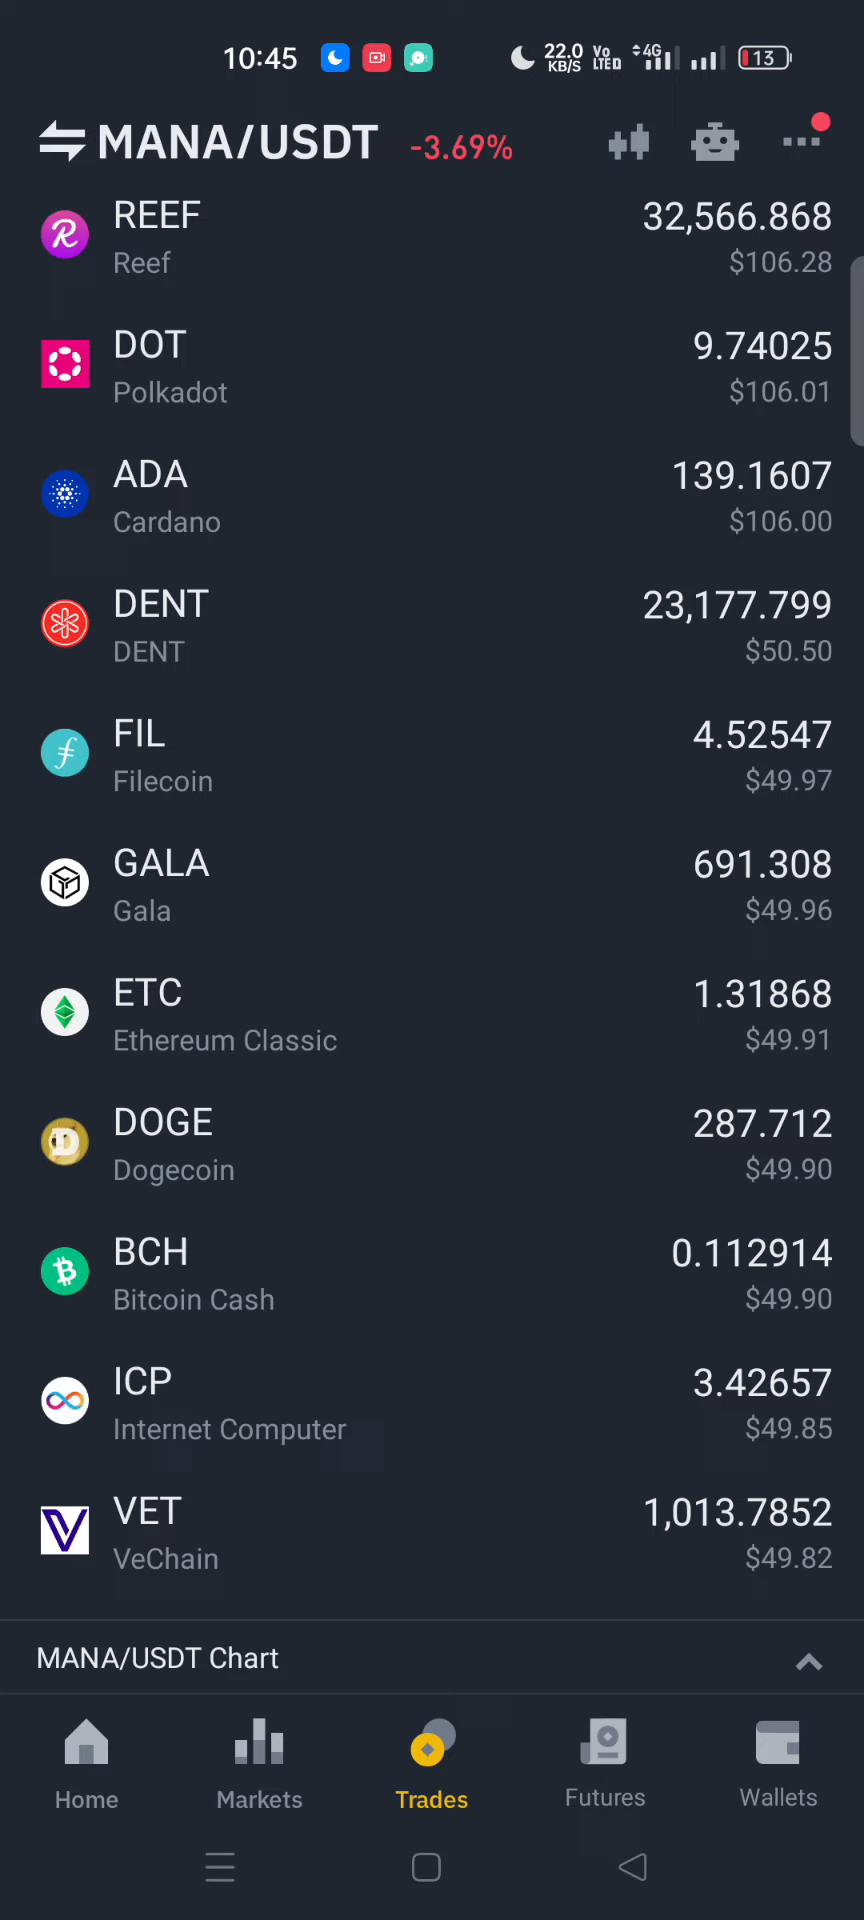 10:45 22.0 KB/S Vo LTED 4G 13
MANA/USDT -3.69%
REEF 32,566.868
Reef $106.28
DOT 9.74025
Polkadot $106.01
ADA 139.1607
Cardano $106.00
DENT 23,177.799
DENT $50.50
FIL 4.52547
Filecoin $49.97
GALA 691.308
Gala $49.96
ETC 1.31868
Ethereum Classic $49.91
DOGE 287.712
Dogecoin $49.90
BCH 0.112914
Bitcoin Cash $49.90
ICP 3.42657
Internet Computer $49.85
VET 1,013.7852
VeChain $49.82
MANA/USDT Chart
Home Markets Trades Futures Wallets